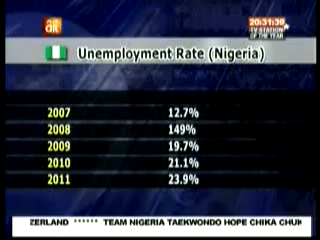 ait
20:31:39
TV STATION
OF THE YEAR
Unemployment Rate (Nigeria)
2007 12.7%
2008 149%
2009 19.7%
2010 21.1%
2011 23.9%
ZERLAND ****** TEAM NIGERIA TAEKWONDO HOPE CHIKA CHUK